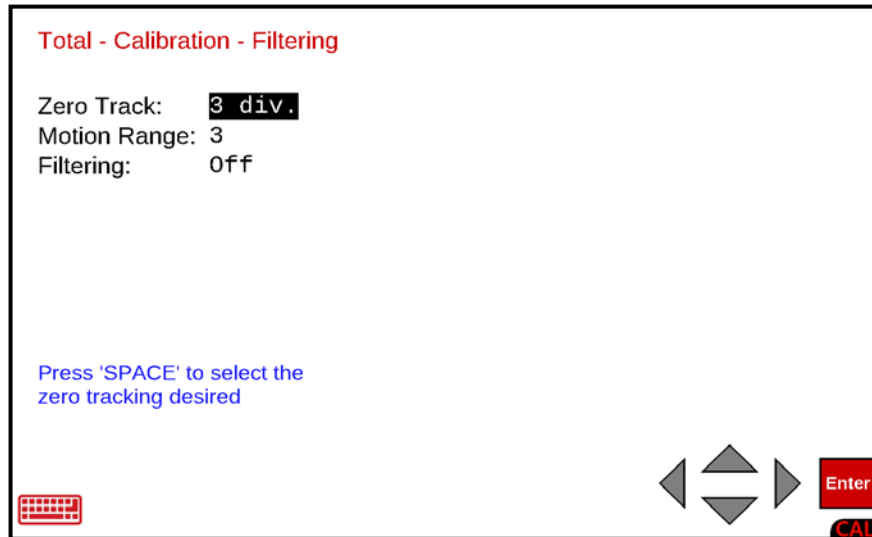 Total - Calibration - Filtering
Zero Track: 3 div.
Motion Range: 3
Filtering: Off
Press 'SPACE' to select the
zero tracking desired
Enter
CAL